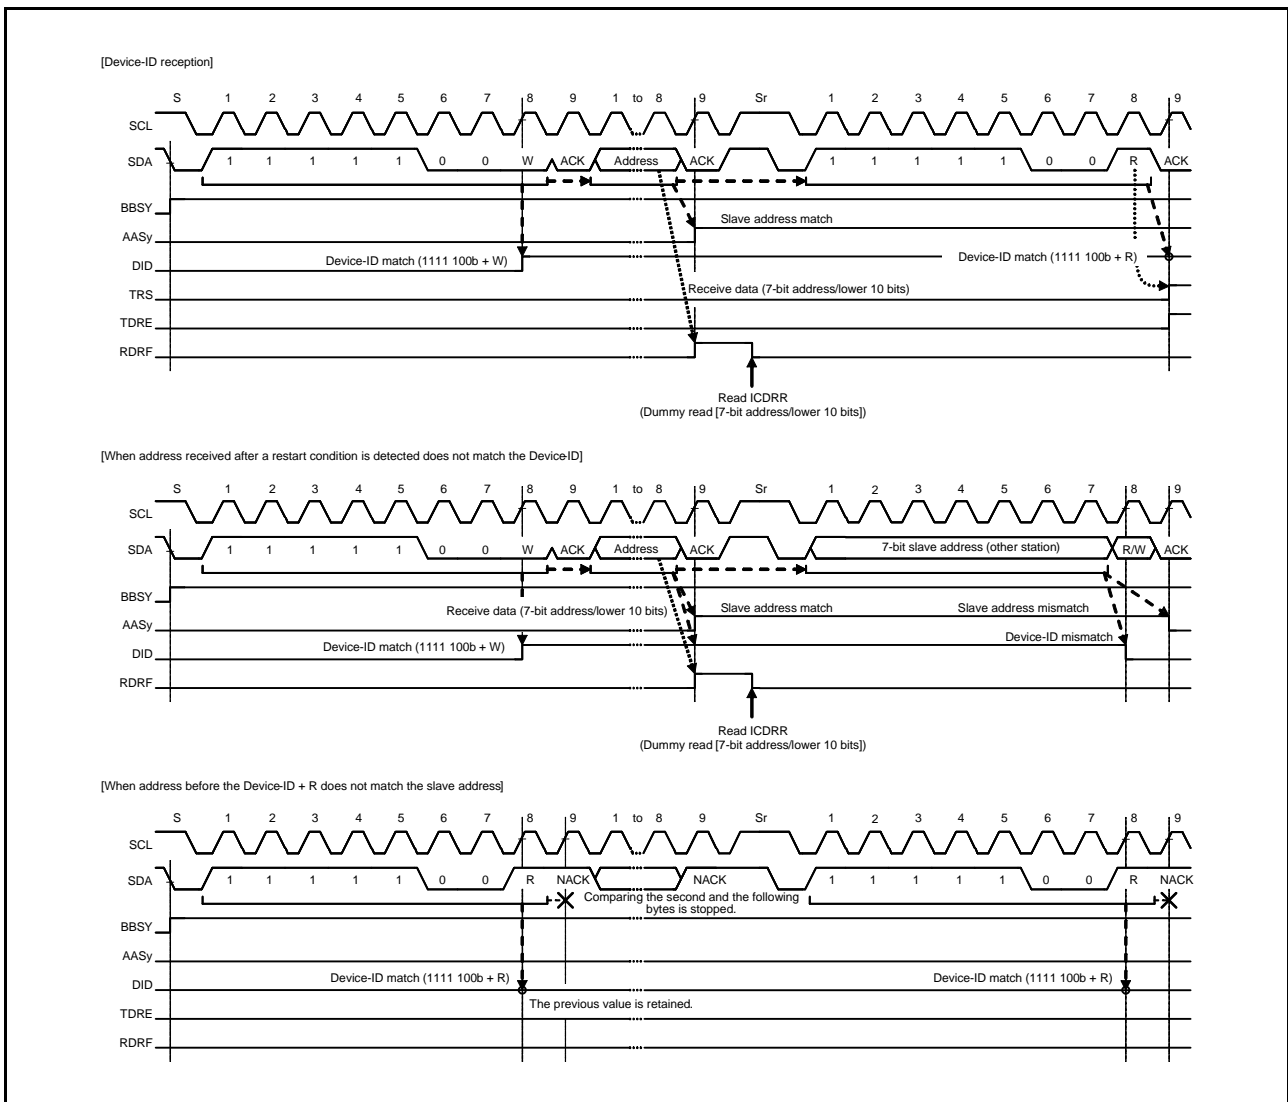 [Device-ID reception]
S 1 2 3 4 5 6 7 8 9 1 to 8 9 Sr 1 2 3 4 5 6 7 8 9
SCL
SDA 1 1 1 1 1 0 0 W ACK Address ACK 1 1 1 1 1 0 0 R ACK
BBSY
Slave address match
AASy
Device-ID match (1111 100b + W) Device-ID match (1111 100b + R)
DID
Receive data (7-bit address/lower 10 bits)
TRS
TDRE
RDRF
Read ICDRR
(Dummy read [7-bit address/lower 10 bits])
[When address received after a restart condition is detected does not match the Device-ID]
S 1 2 3 4 5 6 7 8 9 1 to 8 9 Sr 1 2 3 4 5 6 7 8 9
SCL
SDA 1 1 1 1 1 0 0 W ACK Address ACK 7-bit slave address (other station) R/W ACK
BBSY
Receive data (7-bit address/lower 10 bits) Slave address match Slave address mismatch
AASy
Device-ID match (1111 100b + W) Device-ID mismatch
DID
RDRF
Read ICDRR
(Dummy read [7-bit address/lower 10 bits])
[When address before the Device-ID + R does not match the slave address]
S 1 2 3 4 5 6 7 8 9 1 to 8 9 Sr 1 2 3 4 5 6 7 8 9
SCL
SDA 1 1 1 1 1 0 0 R NACK NACK 1 1 1 1 1 0 0 R NACK
Comparing the second and the following
bytes is stopped.
BBSY
AASy
Device-ID match (1111 100b + R) Device-ID match (1111 100b + R)
DID
The previous value is retained.
TDRE
RDRF